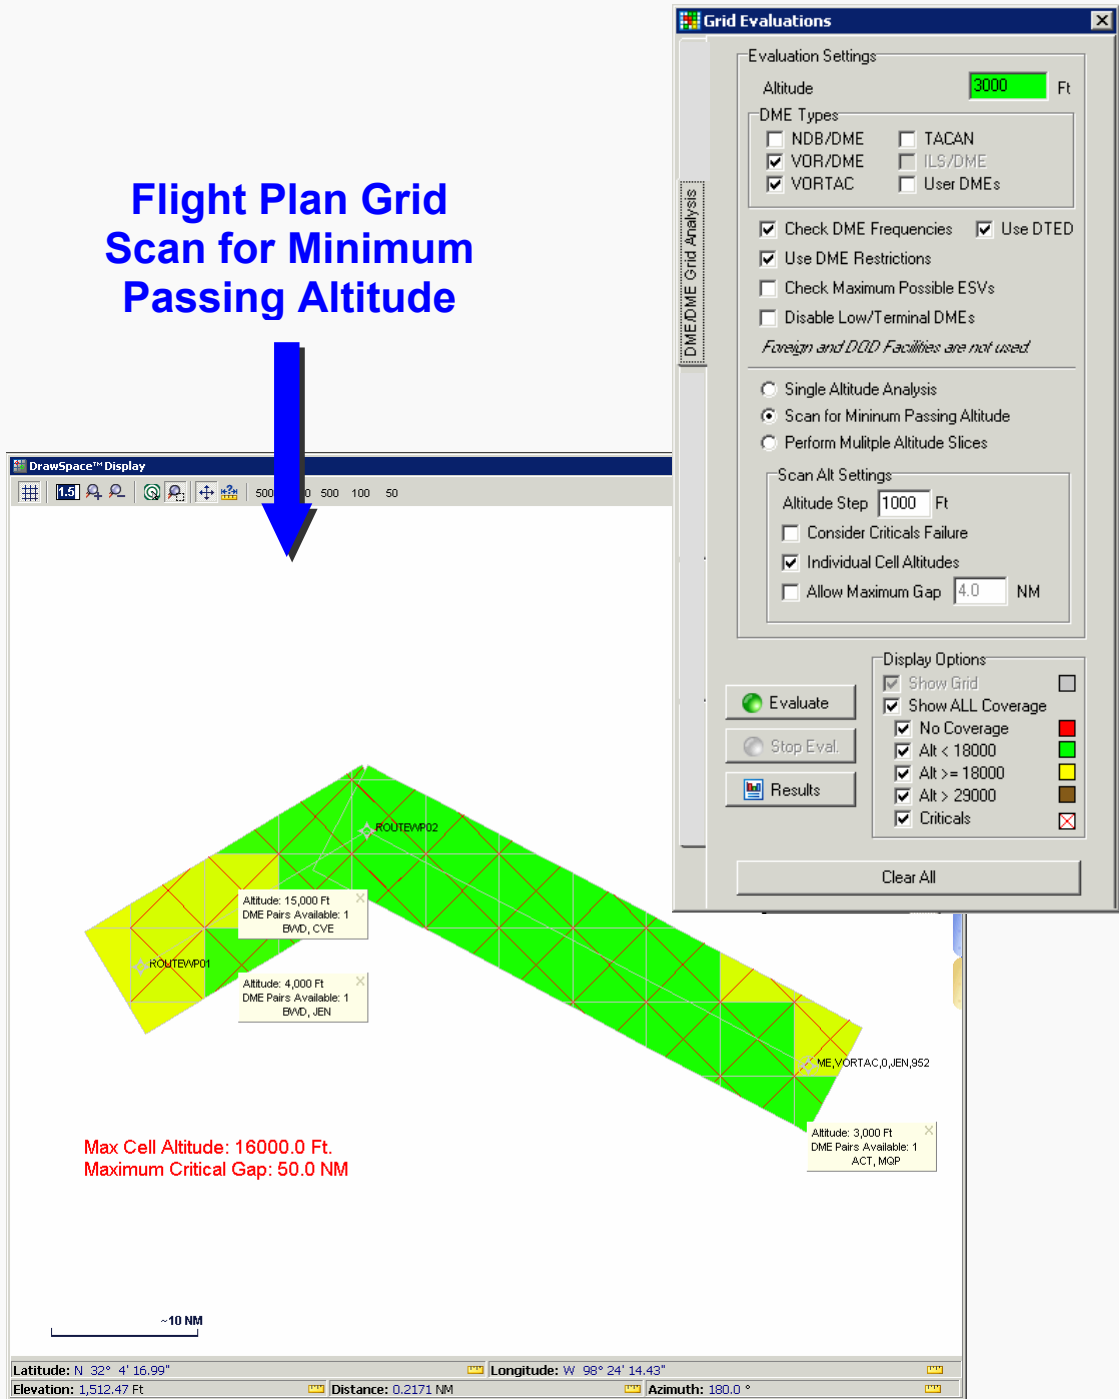 Grid Evaluations
Evaluation Settings
Altitude 3000 Ft
DME Types
NDB/DME TACAN
VOR/DME ILS/DME
VORTAC User DMEs
Check DME Frequencies Use DTED
Use DME Restrictions
Check Maximum Possible ESVs
Disable Low/Terminal DMEs
Foreign and DOD Facilities are not used
Single Altitude Analysis
Scan for Mininum Passing Altitude
Perform Mulitple Altitude Slices
Scan Alt Settings
Altitude Step 1000 Ft
Consider Criticals Failure
Individual Cell Altitudes
Allow Maximum Gap 4.0 NM
DME/DME Grid Analysis
Display Options
Show Grid
Show ALL Coverage
No Coverage
Alt < 18000
Alt >= 18000
Alt > 29000
Criticals
Evaluate
Stop Eval.
Results
Clear All
Flight Plan Grid
Scan for Minimum
Passing Altitude
DrawSpace™ Display
1.5 500 0 500 100 50
ROUTEWP02
Altitude: 15,000 Ft
DME Pairs Available: 1
BWD, CVE
ROUTEWP01
Altitude: 4,000 Ft
DME Pairs Available: 1
BWD, JEN
ME,VORTAC,0,JEN,952
Altitude: 3,000 Ft
DME Pairs Available: 1
ACT, MQP
Max Cell Altitude: 16000.0 Ft.
Maximum Critical Gap: 50.0 NM
~10 NM
Latitude: N 32° 4' 16.99" Longitude: W 98° 24' 14.43"
Elevation: 1,512.47 Ft Distance: 0.2171 NM Azimuth: 180.0 °